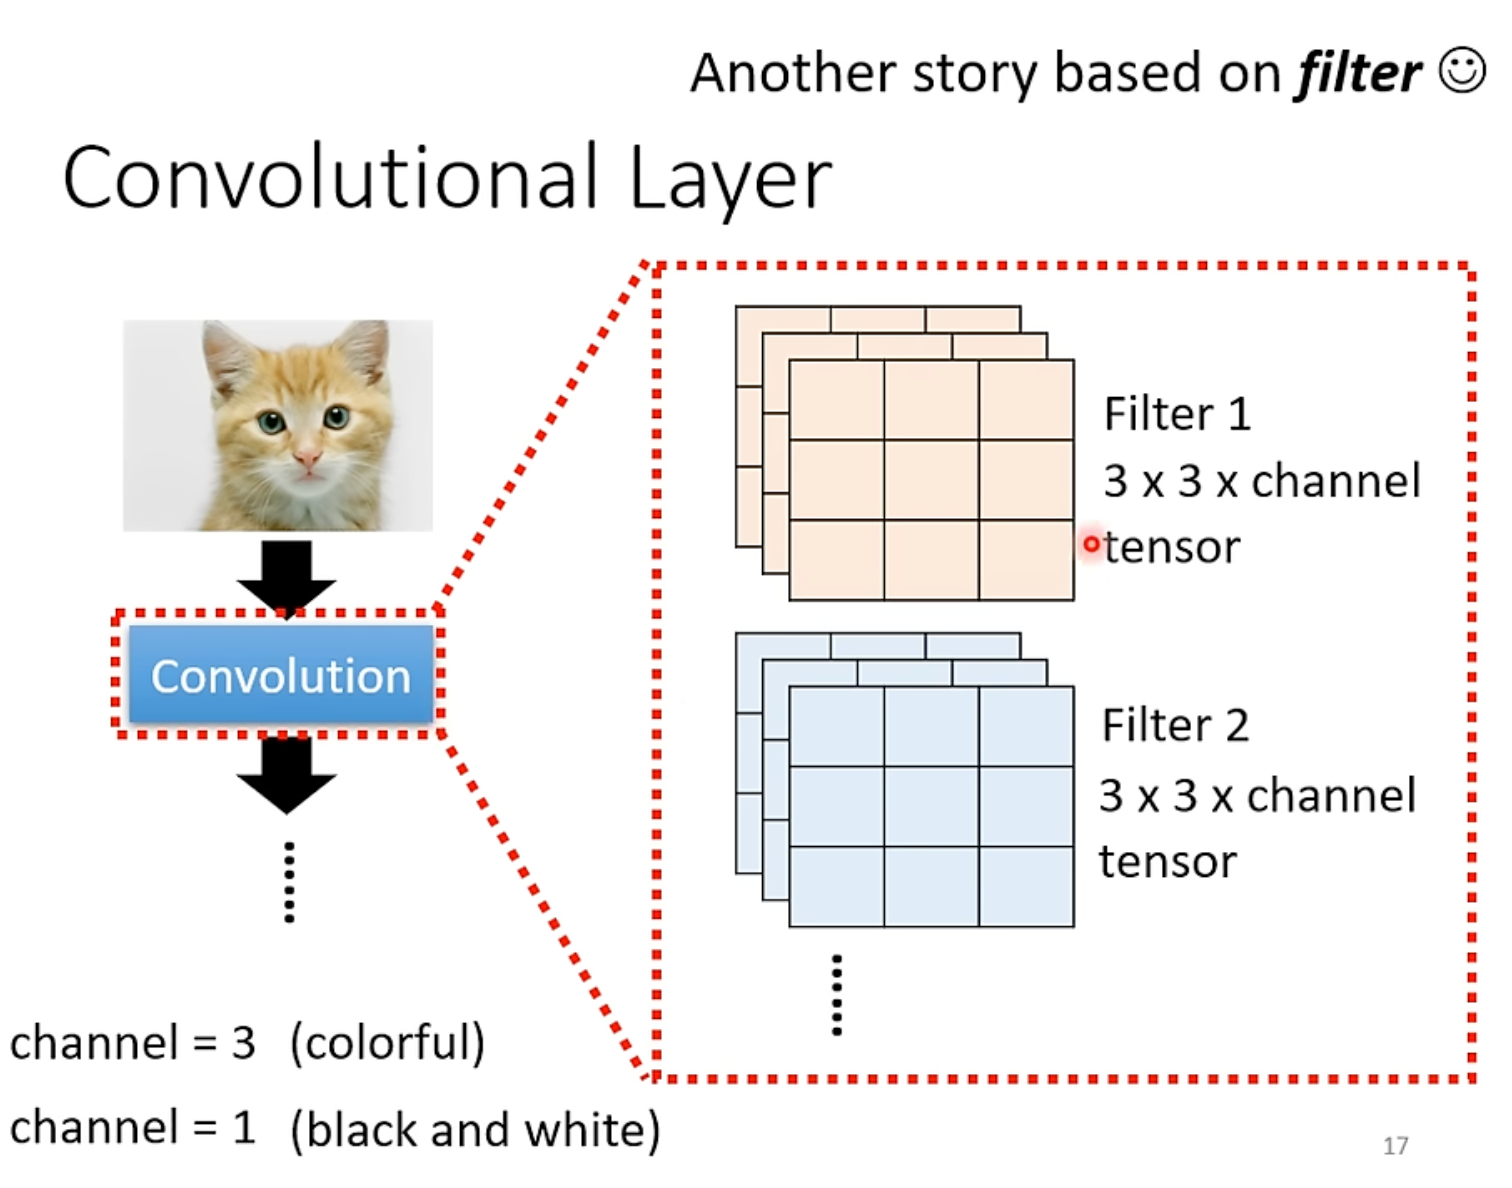 Another story based on filter ☺
Convolutional Layer
Filter 1
3 x 3 x channel
tensor
Convolution
Filter 2
3 x 3 x channel
tensor
channel = 3 (colorful)
channel = 1 (black and white)
17